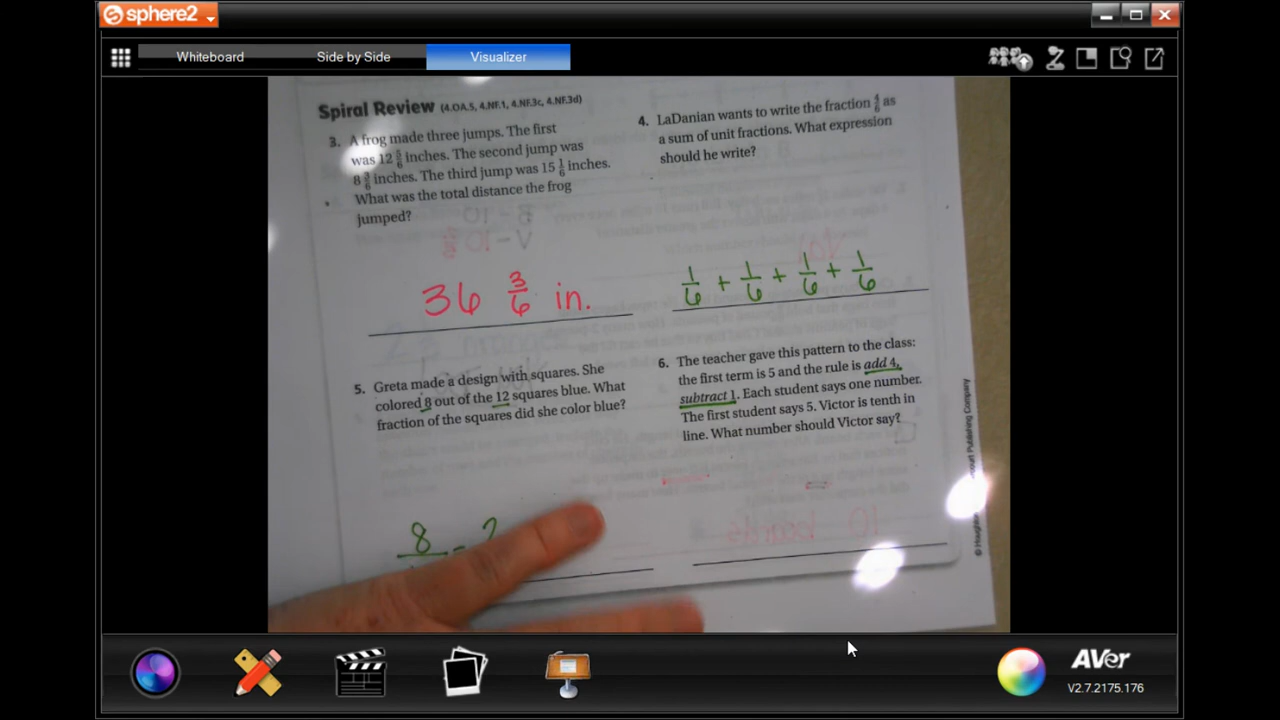 sphere2
Whiteboard Side by Side Visualizer
Spiral Review (4.OA.5, 4.NF.1, 4.NF.3c, 4.NF.3d)
3. A frog made three jumps. The first
was 12 5/6 inches. The second jump was
8 3/6 inches. The third jump was 15 1/6 inches.
What was the total distance the frog
jumped?
36 3/6 in.
4. LaDanian wants to write the fraction 4/6 as
a sum of unit fractions. What expression
should he write?
1/6 + 1/6 + 1/6 + 1/6
5. Greta made a design with squares. She
colored 8 out of the 12 squares blue. What
fraction of the squares did she color blue?
8 = 2
6. The teacher gave this pattern to the class:
the first term is 5 and the rule is add 4,
subtract 1. Each student says one number.
The first student says 5. Victor is tenth in
line. What number should Victor say?
Publishing Company
AVer
V2.7.2175.176